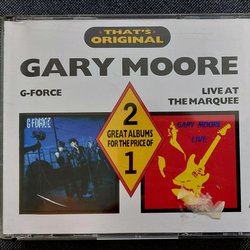 THAT'S
ORIGINAL
GARY MOORE
G-FORCE
LIVE AT
THE MARQUEE
2
GREAT ALBUMS
FOR THE PRICE OF
1
G FORCE
GARY MOORE
LIVE